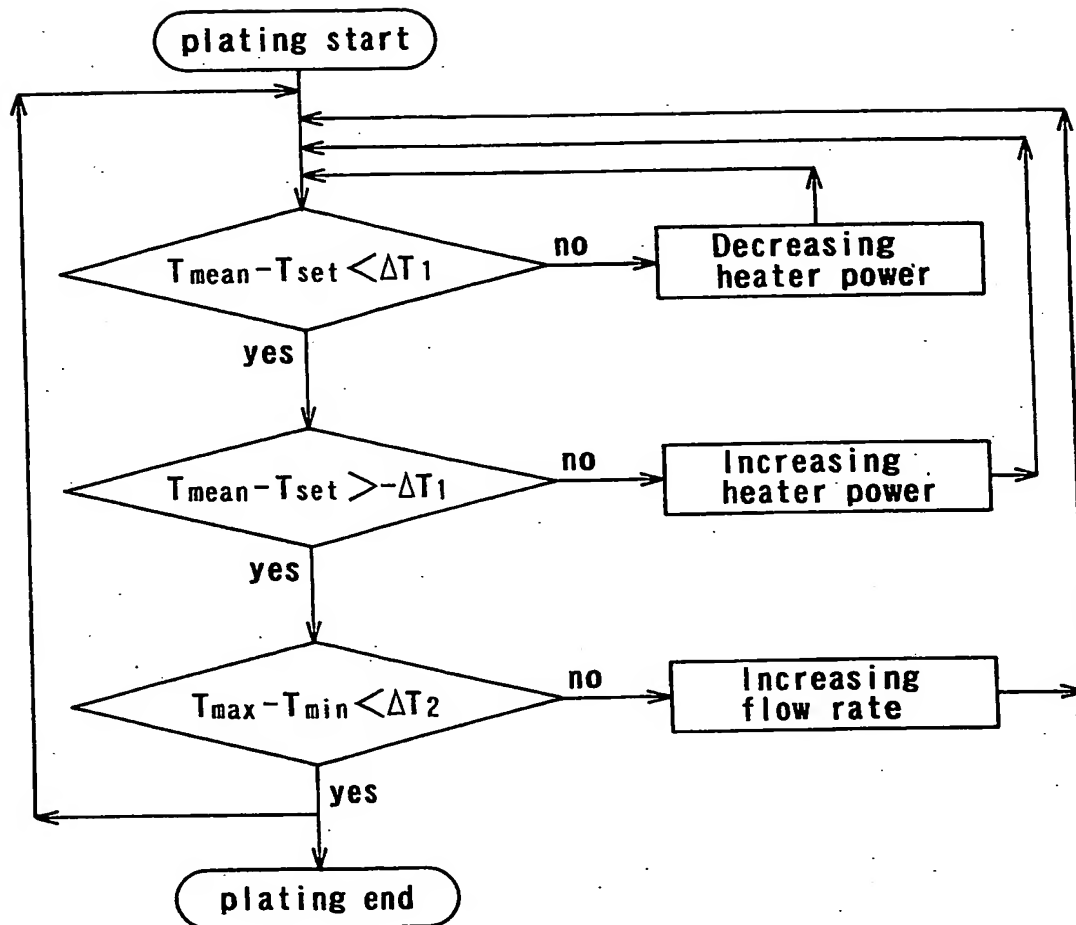 plating start
Tmean-Tset<ΔT1
no
Decreasing
heater power
yes
Tmean-Tset>-ΔT1
no
Increasing
heater power
yes
Tmax-Tmin<ΔT2
no
Increasing
flow rate
yes
plating end